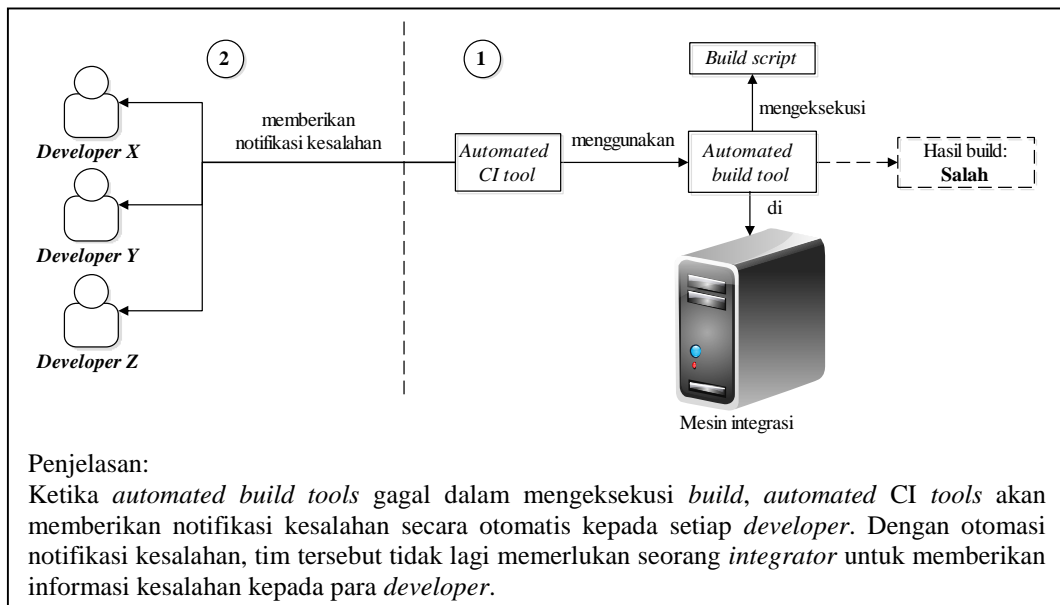 2
1
Build script
mengeksekusi
memberikan
notifikasi kesalahan
Developer X
Automated
CI tool
menggunakan
Automated
build tool
Hasil build:
Salah
di
Developer Y
Developer Z
Mesin integrasi
Penjelasan:
Ketika automated build tools gagal dalam mengeksekusi build, automated CI tools akan
memberikan notifikasi kesalahan secara otomatis kepada setiap developer. Dengan otomasi
notifikasi kesalahan, tim tersebut tidak lagi memerlukan seorang integrator untuk memberikan
informasi kesalahan kepada para developer.